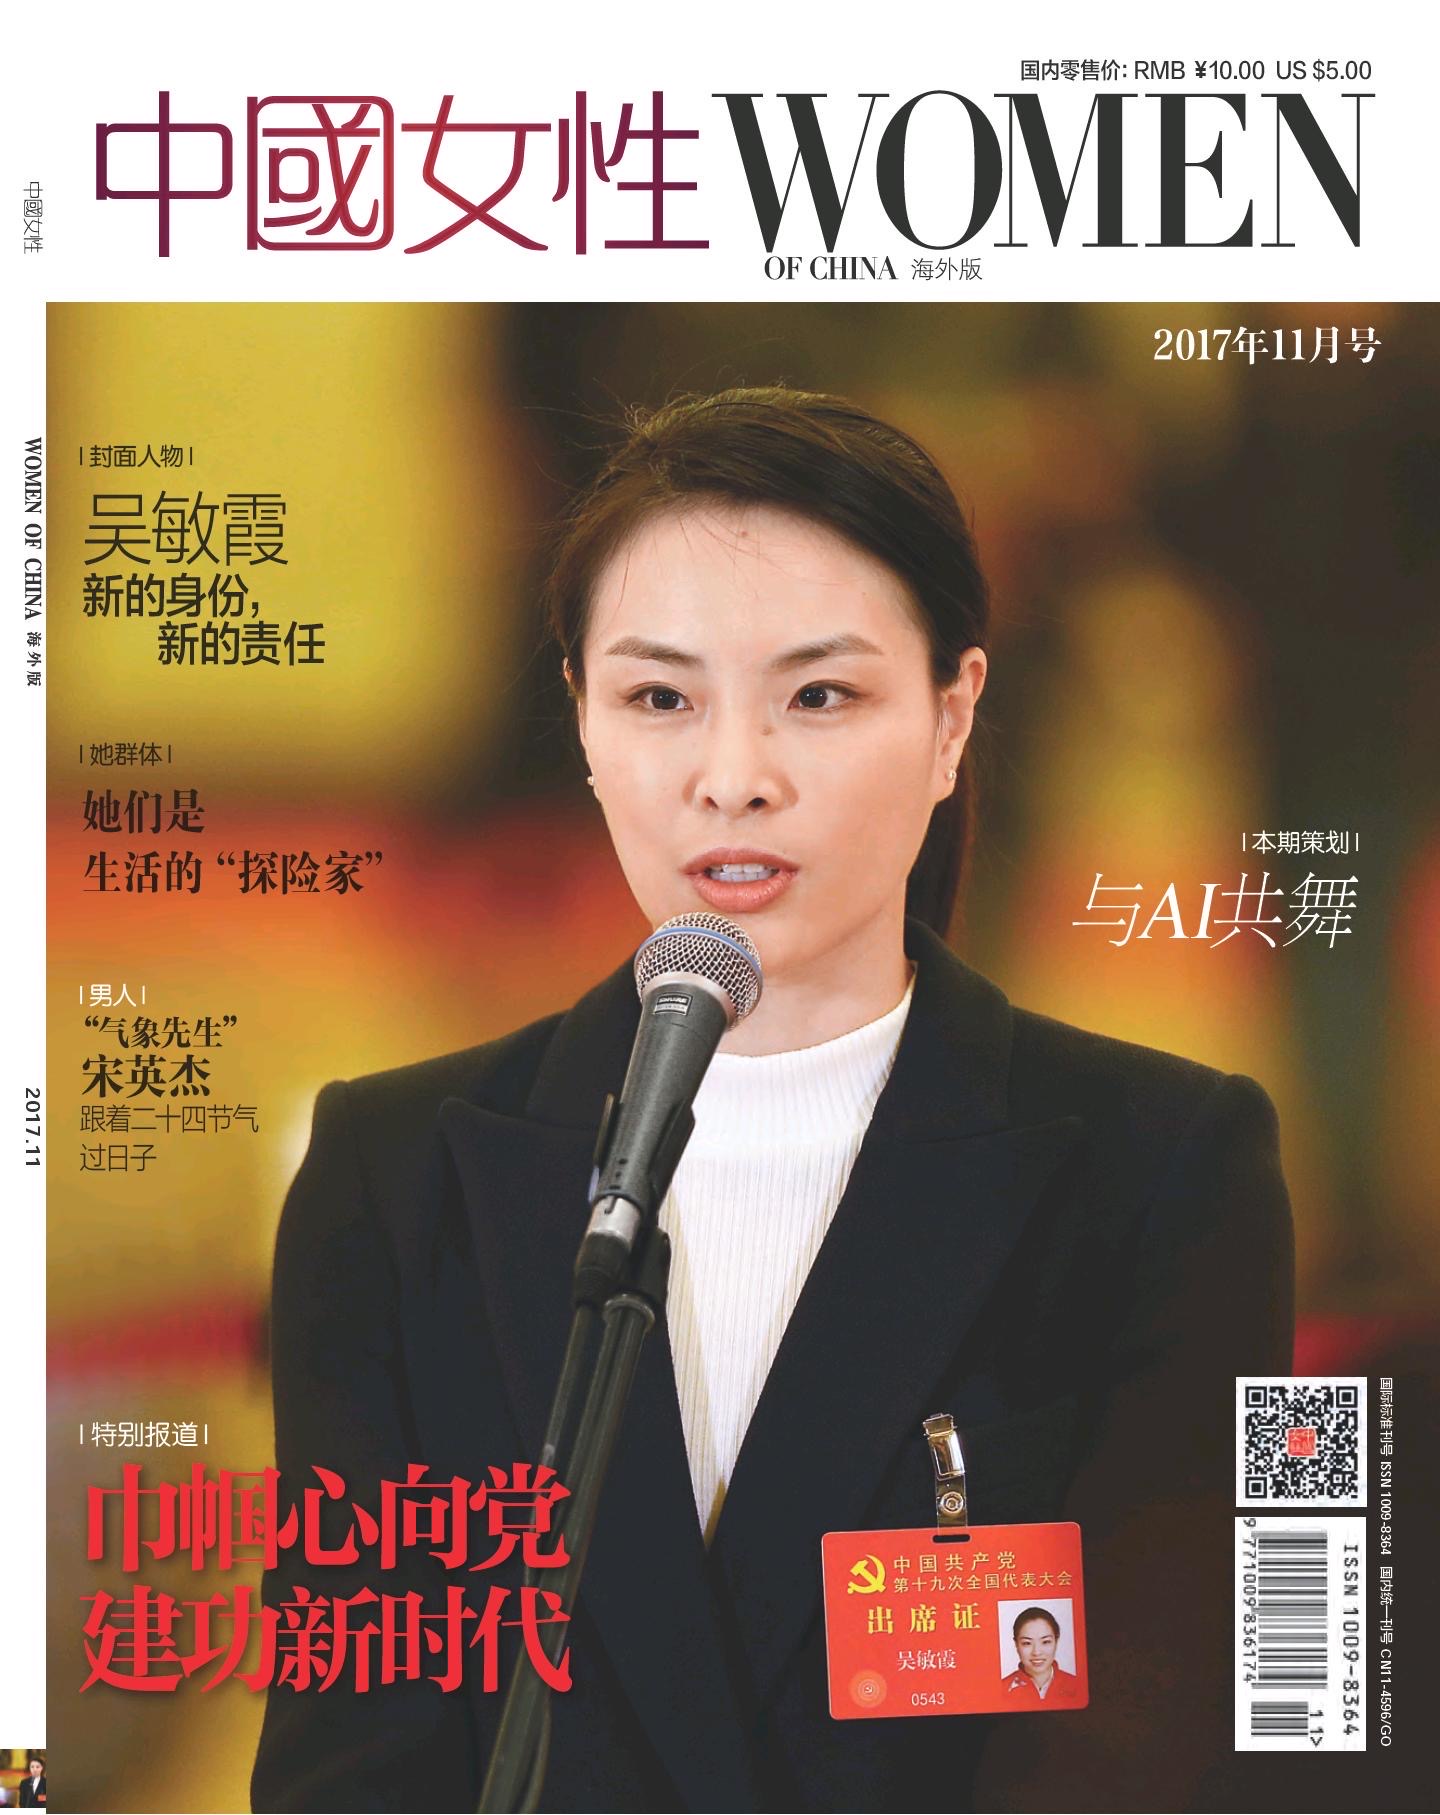 国内零售价: RMB ¥10.00 US $5.00
中國女性 WOMEN
OF CHINA 海外版
2017年11月号
封面人物
吴敏霞
新的身份,
新的责任
她群体
她们是
生活的“探险家”
本期策划
与AI共舞
男人
“气象先生”
宋英杰
跟着二十四节气
过日子
特别报道
巾帼心向党
建功新时代
SHURE
中国共产党
第十九次全国代表大会
出席证
吴敏霞
0543
国际标准刊号 ISSN 1009-8364 国内统一刊号 CN11-4596/GO
ISSN 1009-8364
9 771009 836174
11>
中國女性
WOMEN OF CHINA 海外版
2017.11